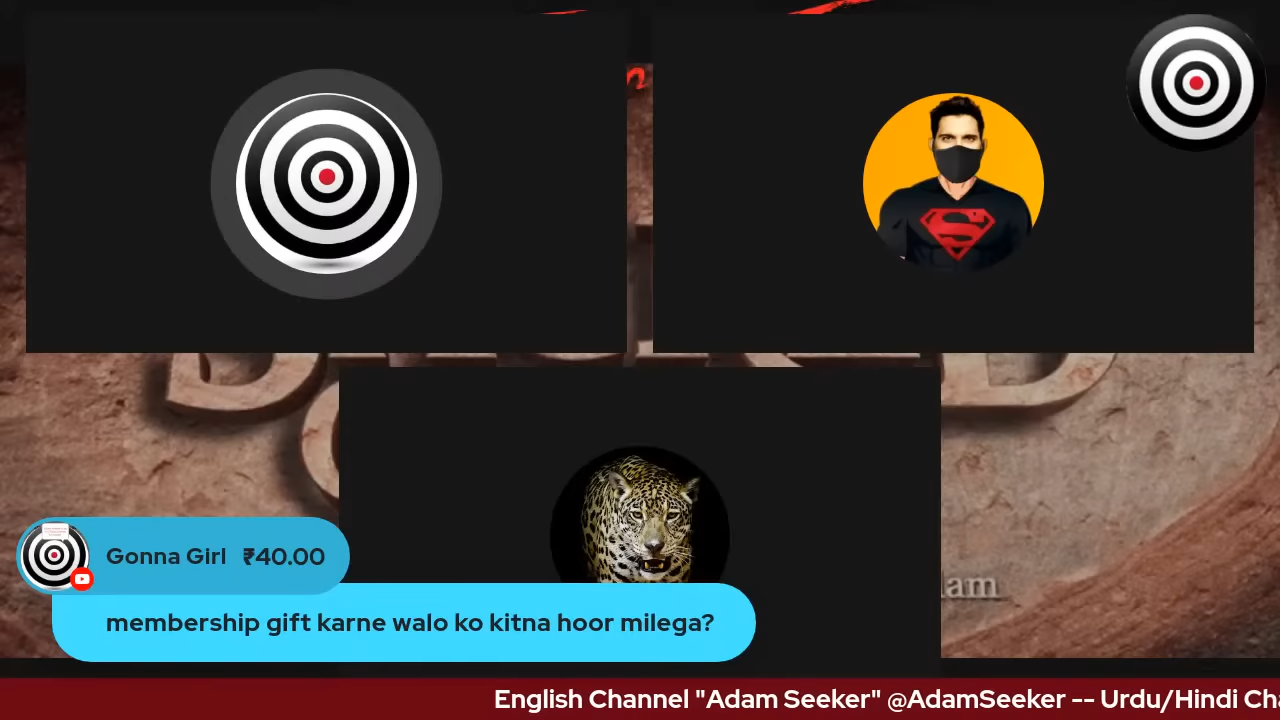 Gonna Girl ₹40.00
membership gift karne walo ko kitna hoor milega?
English Channel "Adam Seeker" @AdamSeeker -- Urdu/Hindi Ch